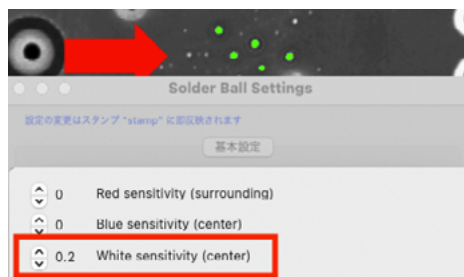 Solder Ball Settings
設定の変更はスタンプ "stamp" に即反映されます
基本設定
0 Red sensitivity (surrounding)
0 Blue sensitivity (center)
0.2 White sensitivity (center)